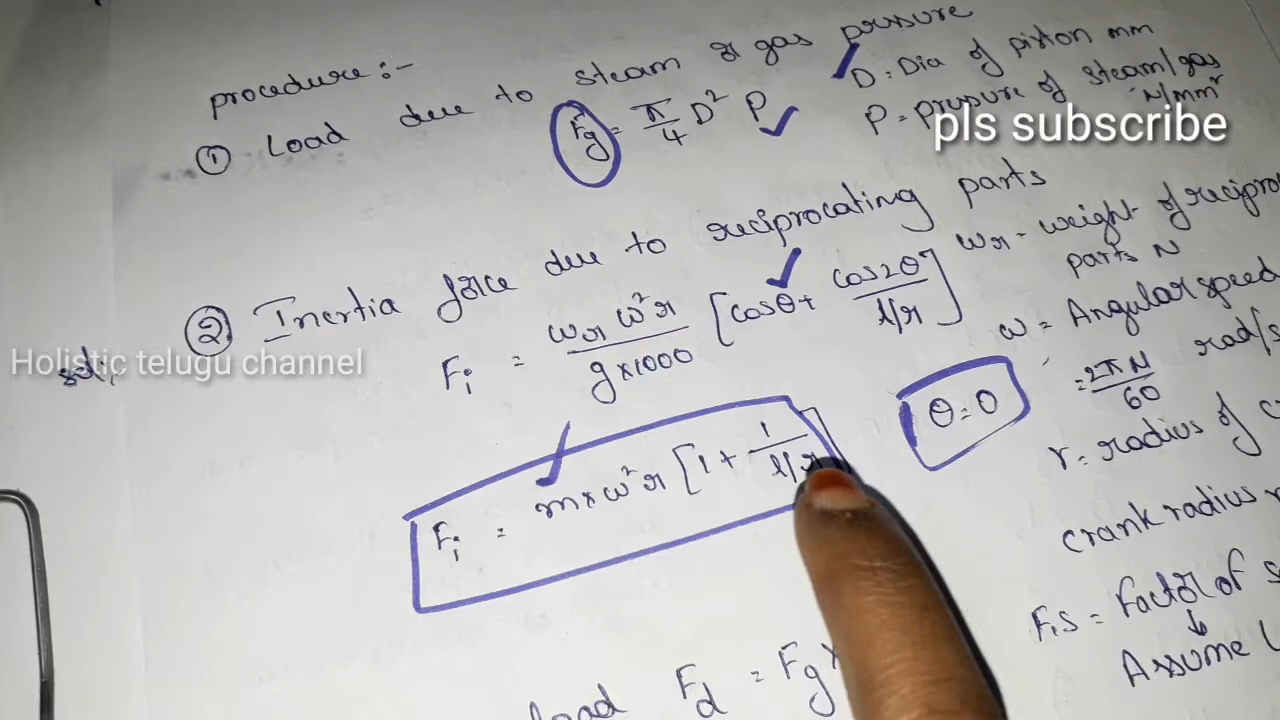 procedure :-
① Load due to steam or gas pressure
Fg = π/4 D² P
D = Dia of piston mm
P = pressure of steam/gas
N/mm²
pls subscribe
② Inertia force due to reciprocating parts
Fi = wr ω²r / g×1000 [cosθ + cos2θ / l/r]
wr - weight of
parts N
ω = Angular speed
= 2πN/60 rad/s
Holistic telugu channel
sol:
θ = 0
Fi = m×ω²r [1 + 1 / l/r]
r = radius of
crank radius
F.S = Factor of
↓
Assume
load Fd = Fg